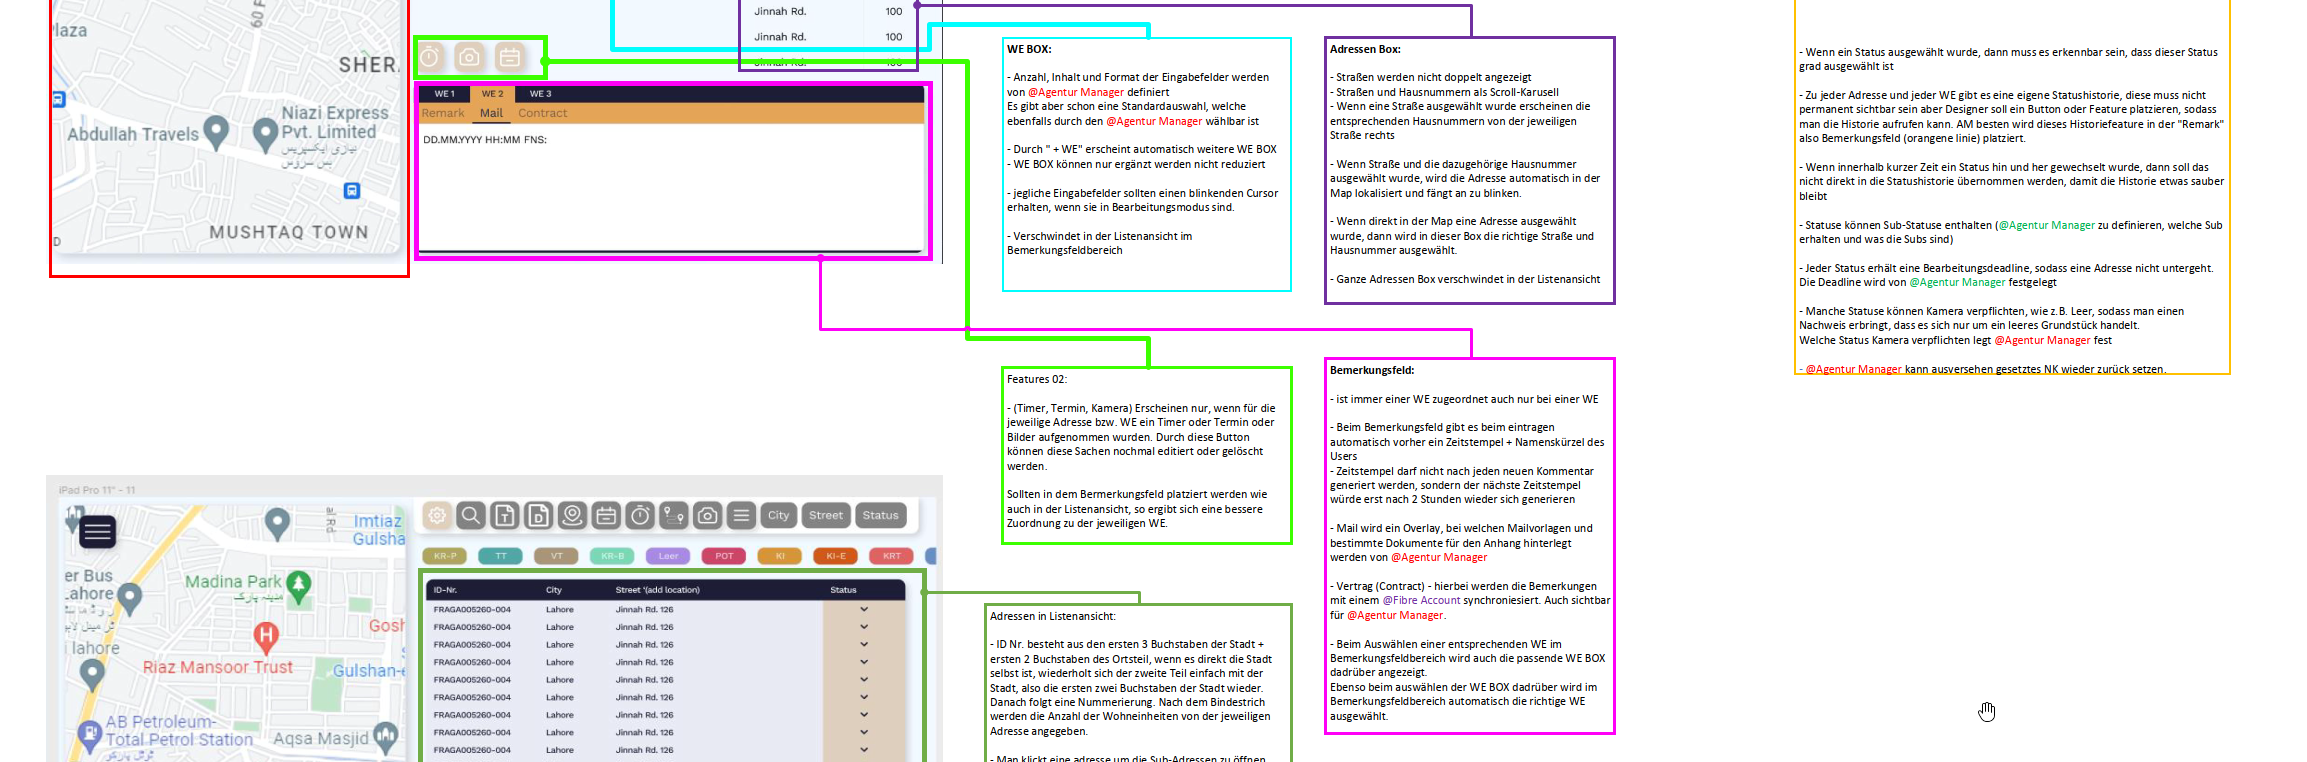 laza
60 F
SHER
Niazi Express
Pvt. Limited
نیازی ایکسپریس
بس سروس
Abdullah Travels
MUSHTAQ TOWN
D
Jinnah Rd. 100
Jinnah Rd. 100
Jinnah Rd. 100
WE 1 WE 2 WE 3
Remark Mail Contract
DD.MM.YYYY HH:MM FNS:
WE BOX:
- Anzahl, Inhalt und Format der Eingabefelder werden
von @Agentur Manager definiert
Es gibt aber schon eine Standardauswahl, welche
ebenfalls durch den @Agentur Manager wählbar ist
- Durch " + WE" erscheint automatisch weitere WE BOX
- WE BOX können nur ergänzt werden nicht reduziert
- jegliche Eingabefelder sollten einen blinkenden Cursor
erhalten, wenn sie in Bearbeitungsmodus sind.
- Verschwindet in der Listenansicht im
Bemerkungsfeldbereich
Adressen Box:
- Straßen werden nicht doppelt angezeigt
- Straßen und Hausnummern als Scroll-Karusell
- Wenn eine Straße ausgewählt wurde erscheinen die
entsprechenden Hausnummern von der jeweiligen
Straße rechts
- Wenn Straße und die dazugehörige Hausnummer
ausgewählt wurde, wird die Adresse automatisch in der
Map lokalisiert und fängt an zu blinken.
- Wenn direkt in der Map eine Adresse ausgewählt
wurde, dann wird in dieser Box die richtige Straße und
Hausnummer ausgewählt.
- Ganze Adressen Box verschwindet in der Listenansicht
- Wenn ein Status ausgewählt wurde, dann muss es erkennbar sein, dass dieser Status
grad ausgewählt ist
- Zu jeder Adresse und jeder WE gibt es eine eigene Statushistorie, diese muss nicht
permanent sichtbar sein aber Designer soll ein Button oder Feature platzieren, sodass
man die Historie aufrufen kann. AM besten wird dieses Historiefeature in der "Remark"
also Bemerkungsfeld (orangene linie) platziert.
- Wenn innerhalb kurzer Zeit ein Status hin und her gewechselt wurde, dann soll das
nicht direkt in die Statushistorie übernommen werden, damit die Historie etwas sauber
bleibt
- Statuse können Sub-Statuse enthalten (@Agentur Manager zu definieren, welche Sub
erhalten und was die Subs sind)
- Jeder Status erhält eine Bearbeitungsdeadline, sodass eine Adresse nicht untergeht.
Die Deadline wird von @Agentur Manager festgelegt
- Manche Statuse können Kamera verpflichten, wie z.B. Leer, sodass man einen
Nachweis erbringt, dass es sich nur um ein leeres Grundstück handelt.
Welche Status Kamera verpflichten legt @Agentur Manager fest
- @Agentur Manager kann ausversehen gesetztes NK wieder zurück setzen.
Features 02:
- (Timer, Termin, Kamera) Erscheinen nur, wenn für die
jeweilige Adresse bzw. WE ein Timer oder Termin oder
Bilder aufgenommen wurden. Durch diese Button
können diese Sachen nochmal editiert oder gelöscht
werden.
Sollten in dem Bermerkungsfeld platziert werden wie
auch in der Listenansicht, so ergibt sich eine bessere
Zuordnung zu der jeweiligen WE.
Bemerkungsfeld:
- ist immer einer WE zugeordnet auch nur bei einer WE
- Beim Bemerkungsfeld gibt es beim eintragen
automatisch vorher ein Zeitstempel + Namenskürzel des
Users
- Zeitstempel darf nicht nach jeden neuen Kommentar
generiert werden, sondern der nächste Zeitstempel
würde erst nach 2 Stunden wieder sich generieren
- Mail wird ein Overlay, bei welchen Mailvorlagen und
bestimmte Dokumente für den Anhang hinterlegt
werden von @Agentur Manager
- Vertrag (Contract) - hierbei werden die Bemerkungen
mit einem @Fibre Account synchroniesiert. Auch sichtbar
für @Agentur Manager.
- Beim Auswählen einer entsprechenden WE im
Bemerkungsfeldbereich wird auch die passende WE BOX
dadrüber angezeigt.
Ebenso beim auswählen der WE BOX dadrüber wird im
Bemerkungsfeldbereich automatisch die richtige WE
ausgewählt.
iPad Pro 11" - 11
T D City Street Status
KR-P TT VT KR-B Leer POT KI KI-E KRT
al Rd
Imtiaz
Gulsha
er Bus
Lahore
Madina Park
مدینہ پارک
Gosh
lahore
Riaz Mansoor Trust
Gulshan-e
AB Petroleum-
Total Petrol Station
Aqsa Masjid
ID-Nr. City Street '(add location) Status
FRAGA005260-004 Lahore Jinnah Rd. 126
FRAGA005260-004 Lahore Jinnah Rd. 126
FRAGA005260-004 Lahore Jinnah Rd. 126
FRAGA005260-004 Lahore Jinnah Rd. 126
FRAGA005260-004 Lahore Jinnah Rd. 126
FRAGA005260-004 Lahore Jinnah Rd. 126
FRAGA005260-004 Lahore Jinnah Rd. 126
FRAGA005260-004 Lahore Jinnah Rd. 126
FRAGA005260-004 Lahore Jinnah Rd. 126
Adressen in Listenansicht:
- ID Nr. besteht aus den ersten 3 Buchstaben der Stadt +
ersten 2 Buchstaben des Ortsteil, wenn es direkt die Stadt
selbst ist, wiederholt sich der zweite Teil einfach mit der
Stadt, also die ersten zwei Buchstaben der Stadt wieder.
Danach folgt eine Nummerierung. Nach dem Bindestrich
werden die Anzahl der Wohneinheiten von der jeweiligen
Adresse angegeben.
- Man klickt eine adresse um die Sub-Adressen zu öffnen